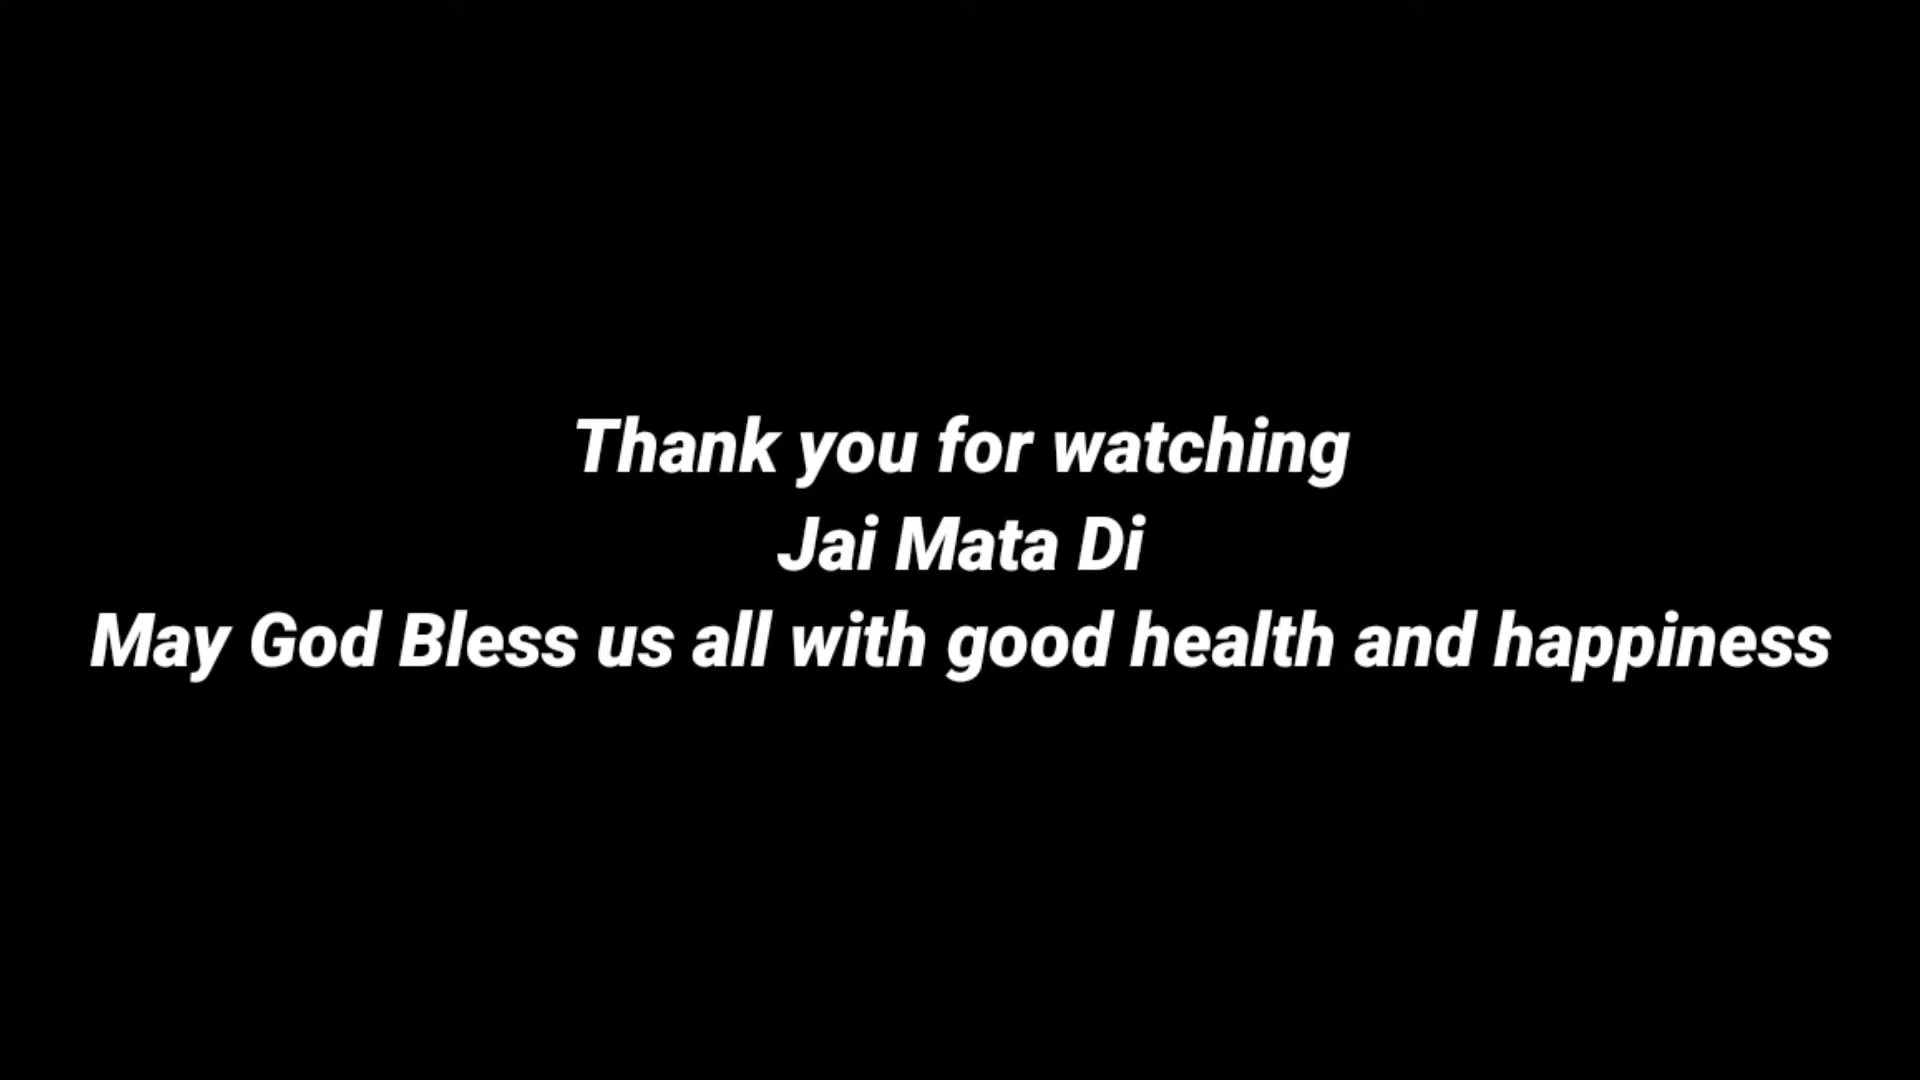 Thank you for watching
Jai Mata Di
May God Bless us all with good health and happiness